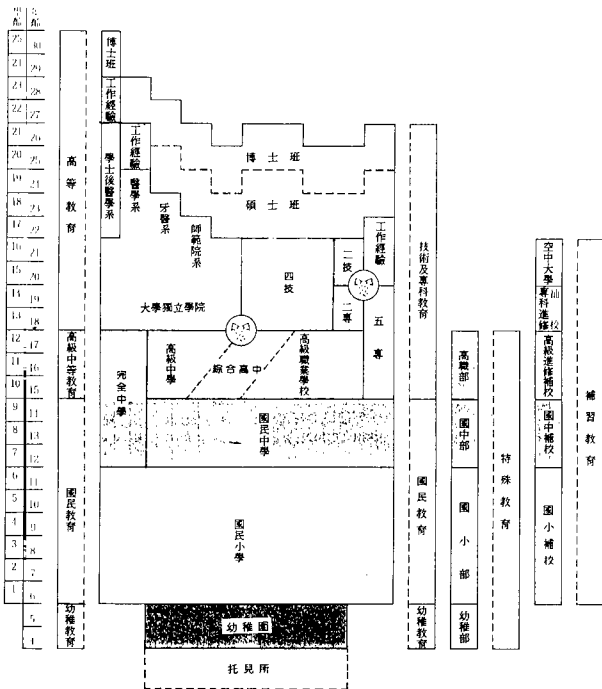 年齡
25
30
24
29
23
28
22
27
21
26
20
25
19
24
18
23
17
22
16
21
15
20
14
19
13
18
12
17
11
16
10
15
9
14
8
13
7
12
6
11
5
10
4
9
3
8
2
7
1
6
5
4
高等教育
高級中等教育
國民教育
幼稚教育
博士班
工作經驗
學士後醫學系
工作經驗
醫學系
牙醫系
師範院系
博士班
碩士班
大學獨立學院
四技
二技
二專
工作經驗
五專
完全中學
高級中學
綜合高中
高級職業學校
國民中學
國民小學
幼稚園
托兒所
技術及專科教育
國民教育
幼稚教育
高職部
國中部
國小部
幼稚部
特殊教育
空中大學
專科進修
高級進修補校
國中補校
國小補校
補習教育